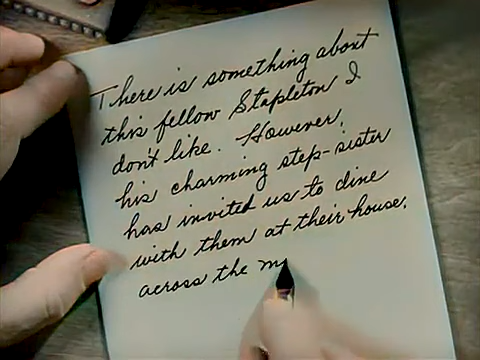 There is something about
this fellow Stapleton I
don't like. However,
his charming step-sister
has invited us to dine
with them at their house,
across the m